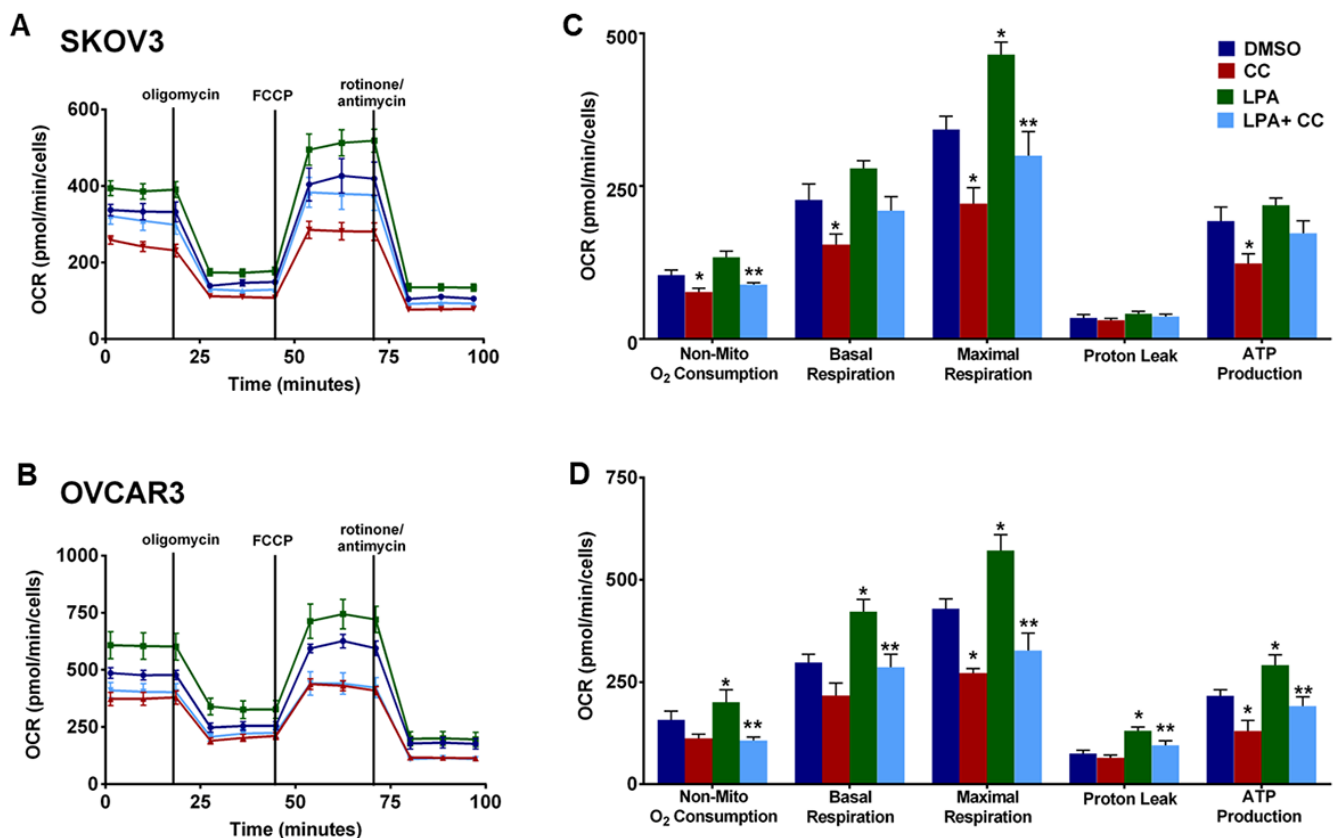 A
SKOV3
oligomycin
FCCP
rotinone/
antimycin
OCR (pmol/min/cells)
600
400
200
0
0
25
50
75
100
Time (minutes)
C
500
250
0
OCR (pmol/min/cells)
*
**
*
*
*
**
*
DMSO
CC
LPA
LPA+ CC
Non-Mito
O2 Consumption
Basal
Respiration
Maximal
Respiration
Proton Leak
ATP
Production
B
OVCAR3
oligomycin
FCCP
rotinone/
antimycin
OCR (pmol/min/cells)
1000
750
500
250
0
0
25
50
75
100
Time (minutes)
D
750
500
250
0
OCR (pmol/min/cells)
*
**
*
**
*
*
**
*
**
*
*
**
Non-Mito
O2 Consumption
Basal
Respiration
Maximal
Respiration
Proton Leak
ATP
Production